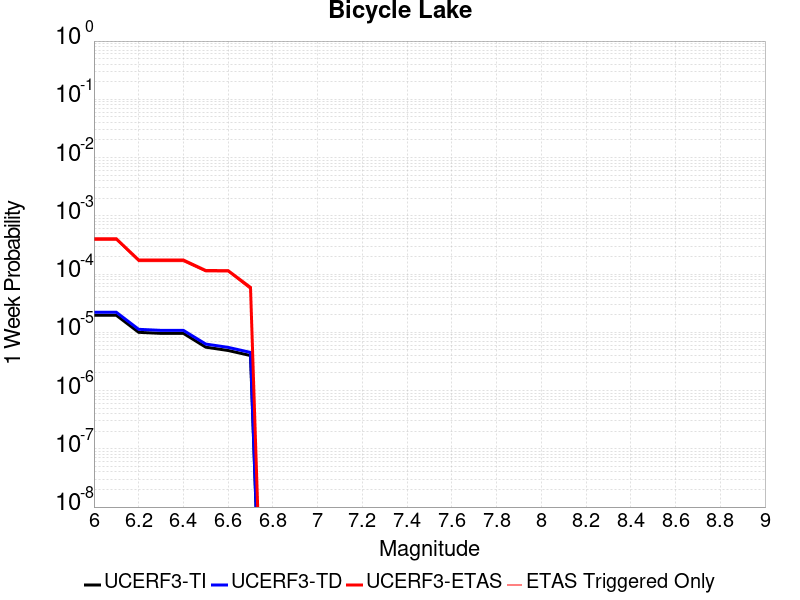 Bicycle Lake
10^0
10^-1
10^-2
10^-3
10^-4
10^-5
10^-6
10^-7
10^-8
1 Week Probability
6 6.2 6.4 6.6 6.8 7 7.2 7.4 7.6 7.8 8 8.2 8.4 8.6 8.8 9
Magnitude
UCERF3-TI UCERF3-TD UCERF3-ETAS ETAS Triggered Only